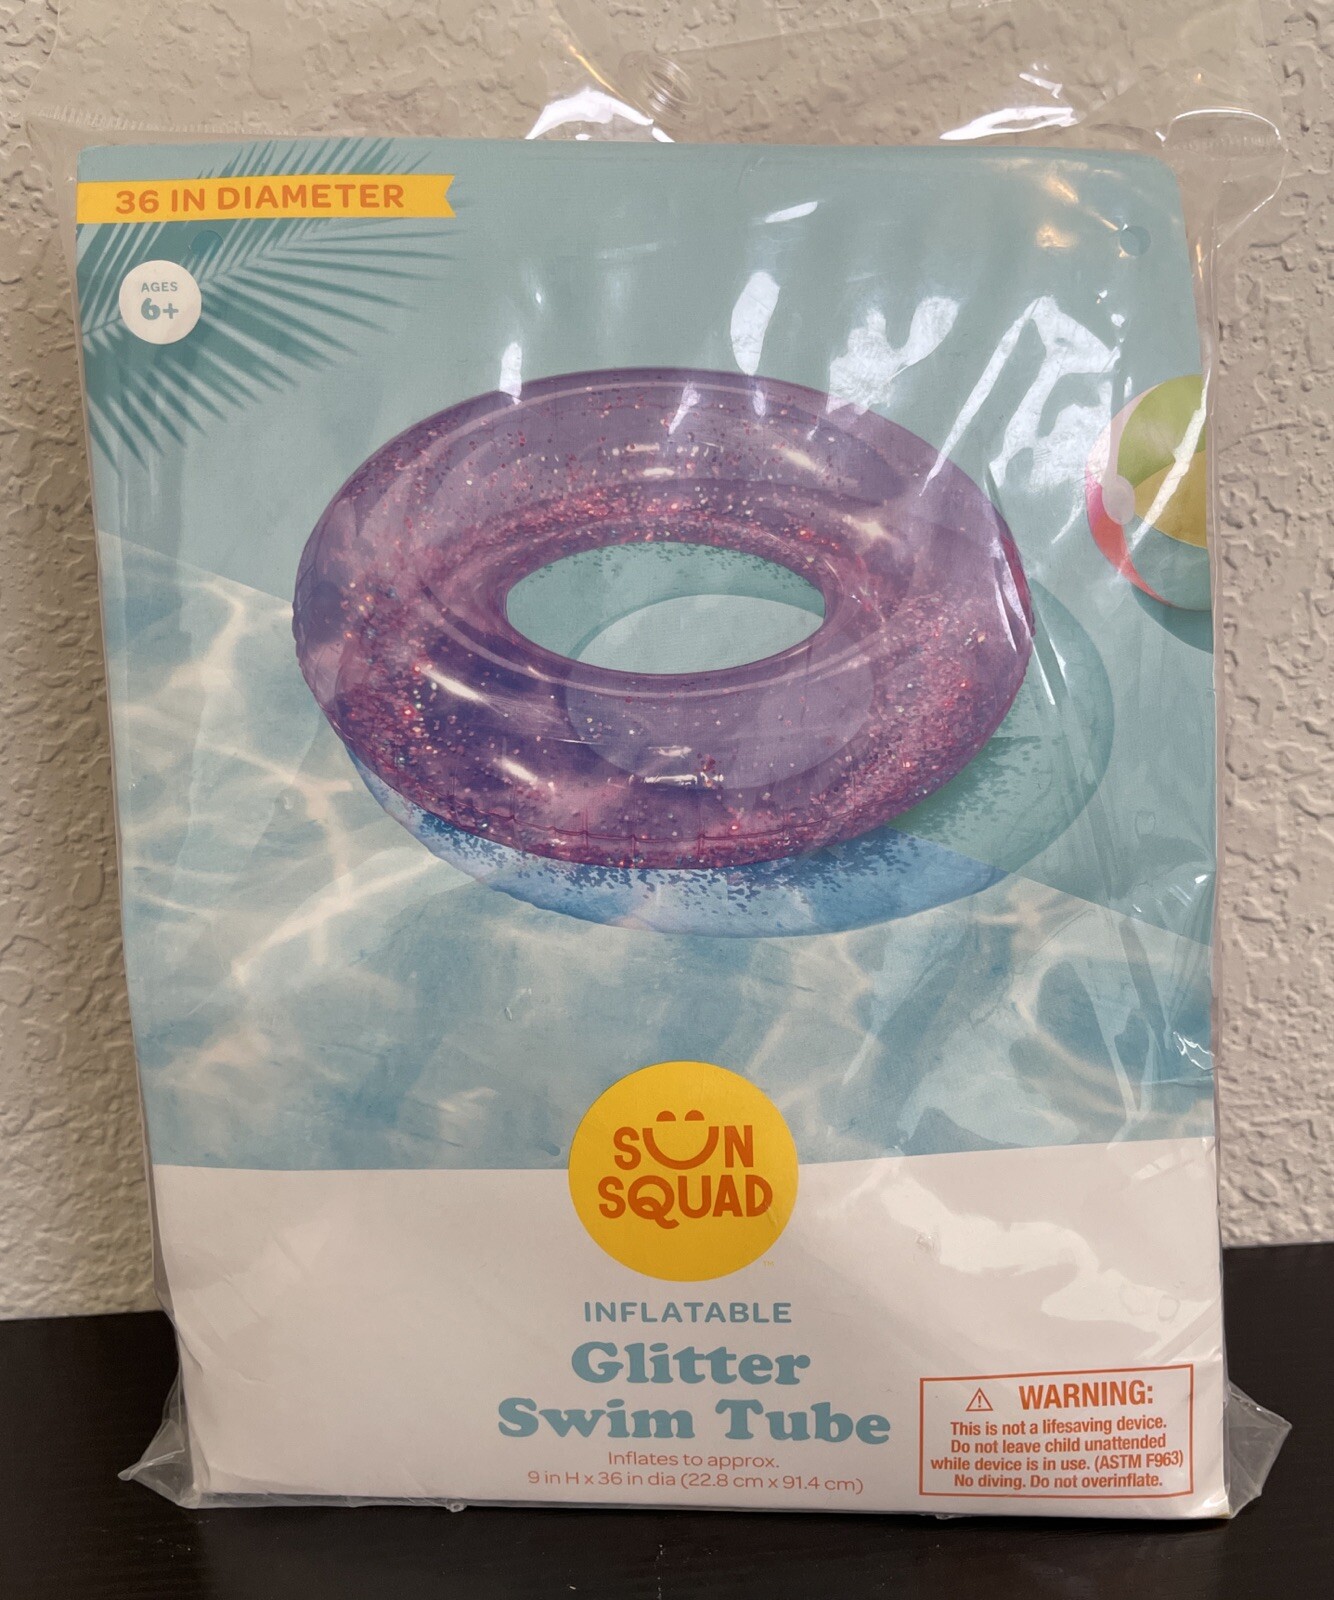 36 IN DIAMETER
AGES
6+
SUN
SQUAD
™
INFLATABLE
Glitter
Swim Tube
Inflates to approx.
9 in H x 36 in dia (22.8 cm x 91.4 cm)
⚠ WARNING:
This is not a lifesaving device.
Do not leave child unattended
while device is in use. (ASTM F963)
No diving. Do not overinflate.